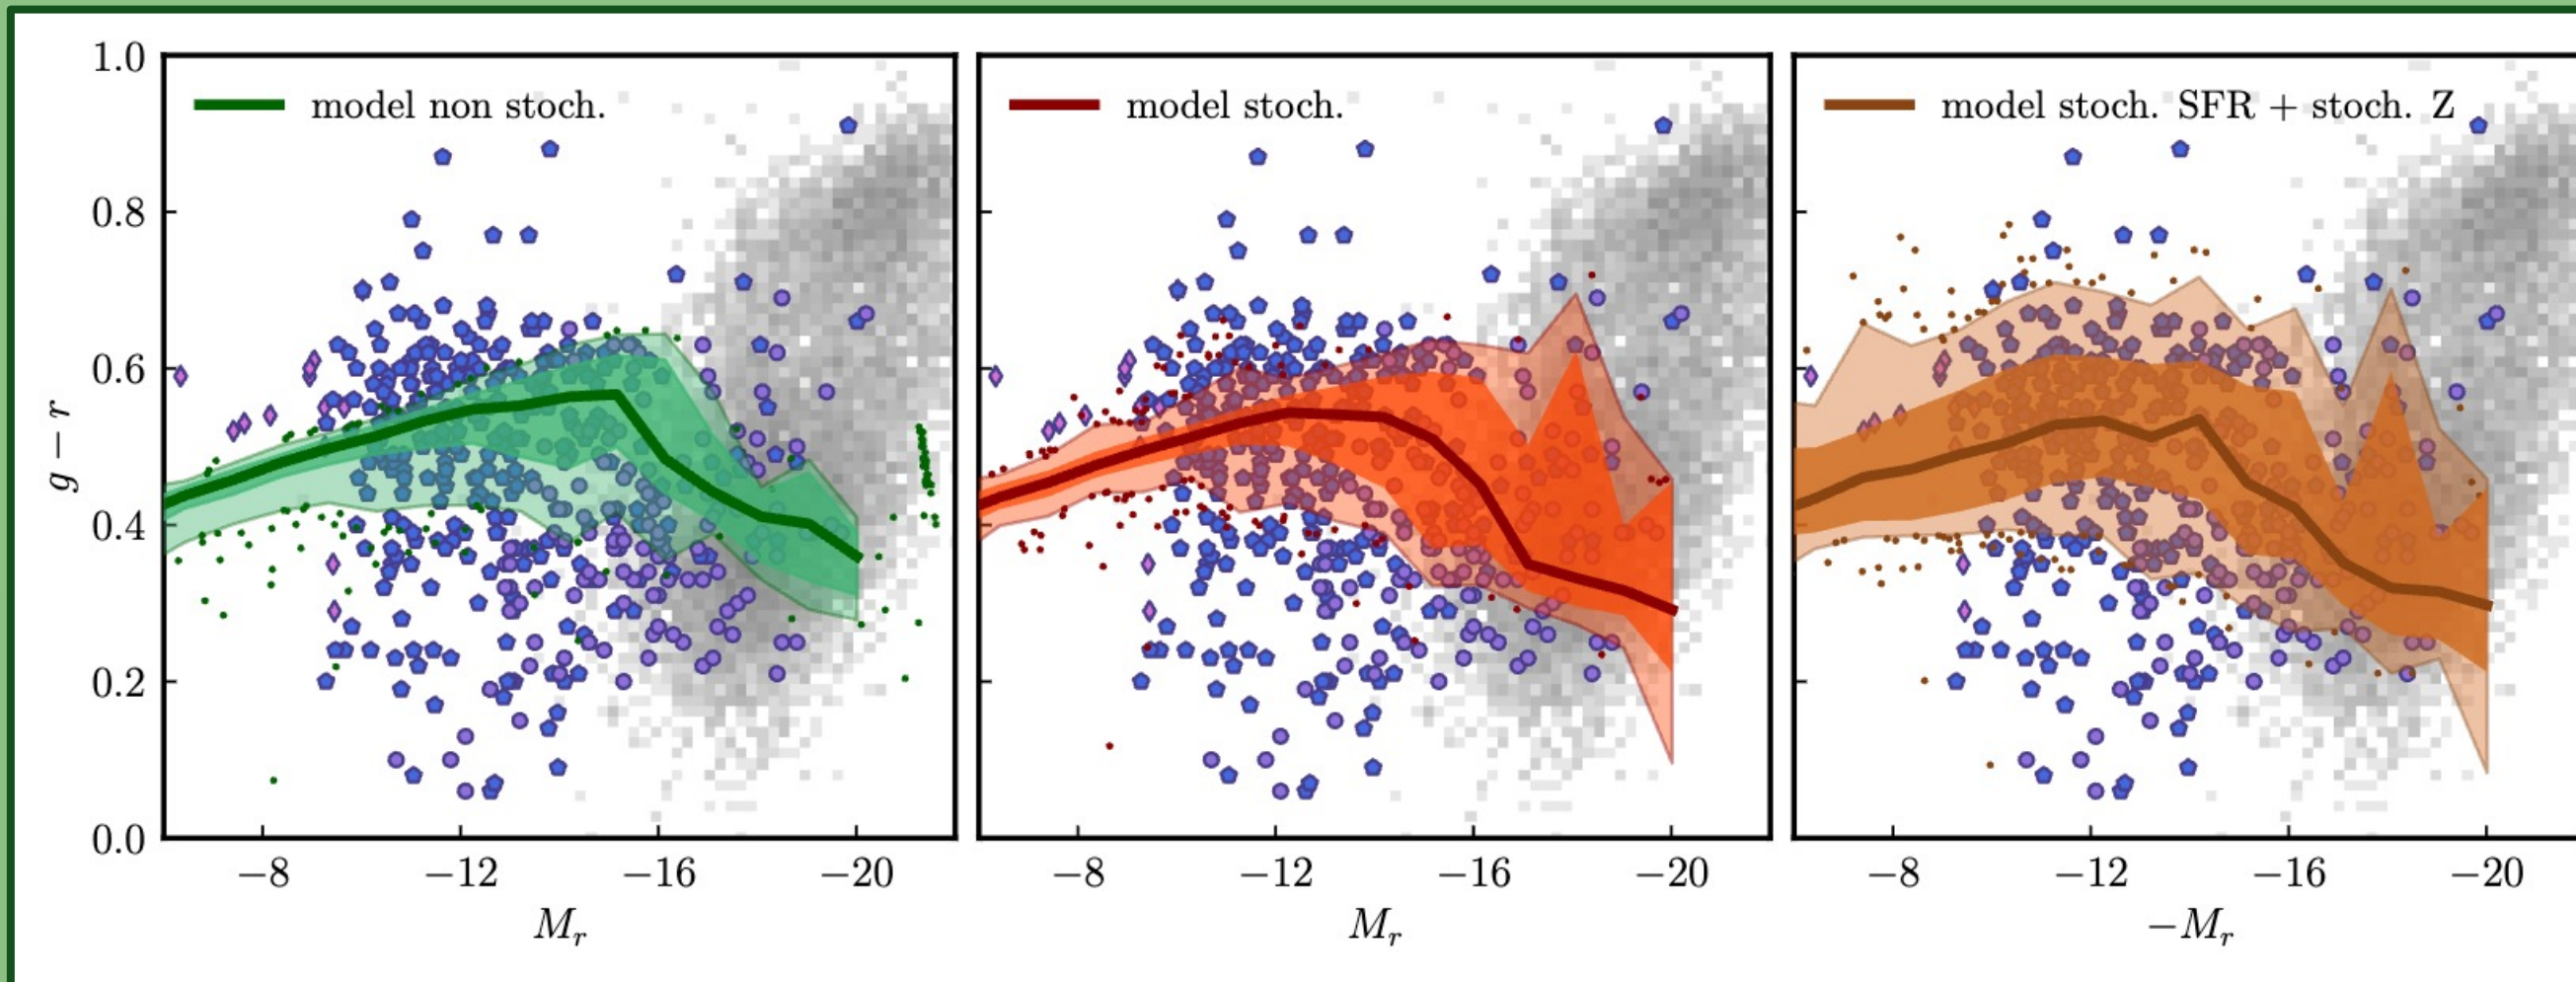 model non stoch.
model stoch.
model stoch. SFR + stoch. Z
1.0
0.8
0.6
0.4
0.2
0.0
g − r
−8 −12 −16 −20
−8 −12 −16 −20
−8 −12 −16 −20
M_r
M_r
−M_r